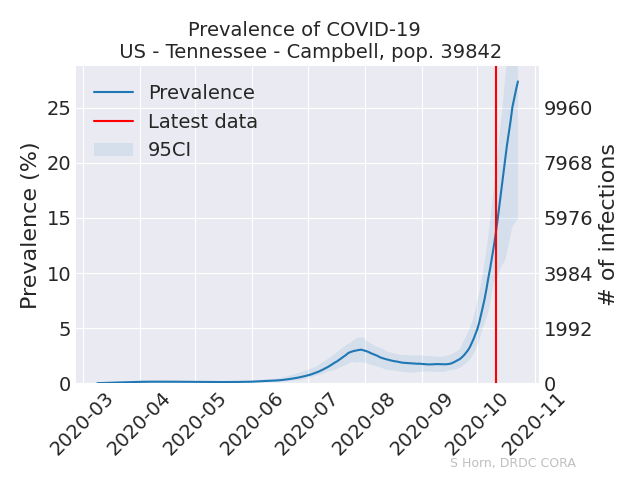 Prevalence of COVID-19
US - Tennessee - Campbell, pop. 39842
Prevalence
Latest data
95CI
Prevalence (%)
25
20
15
10
5
0
9960
7968
5976
3984
1992
0
# of infections
2020-03
2020-04
2020-05
2020-06
2020-07
2020-08
2020-09
2020-10
2020-11
S Horn, DRDC CORA